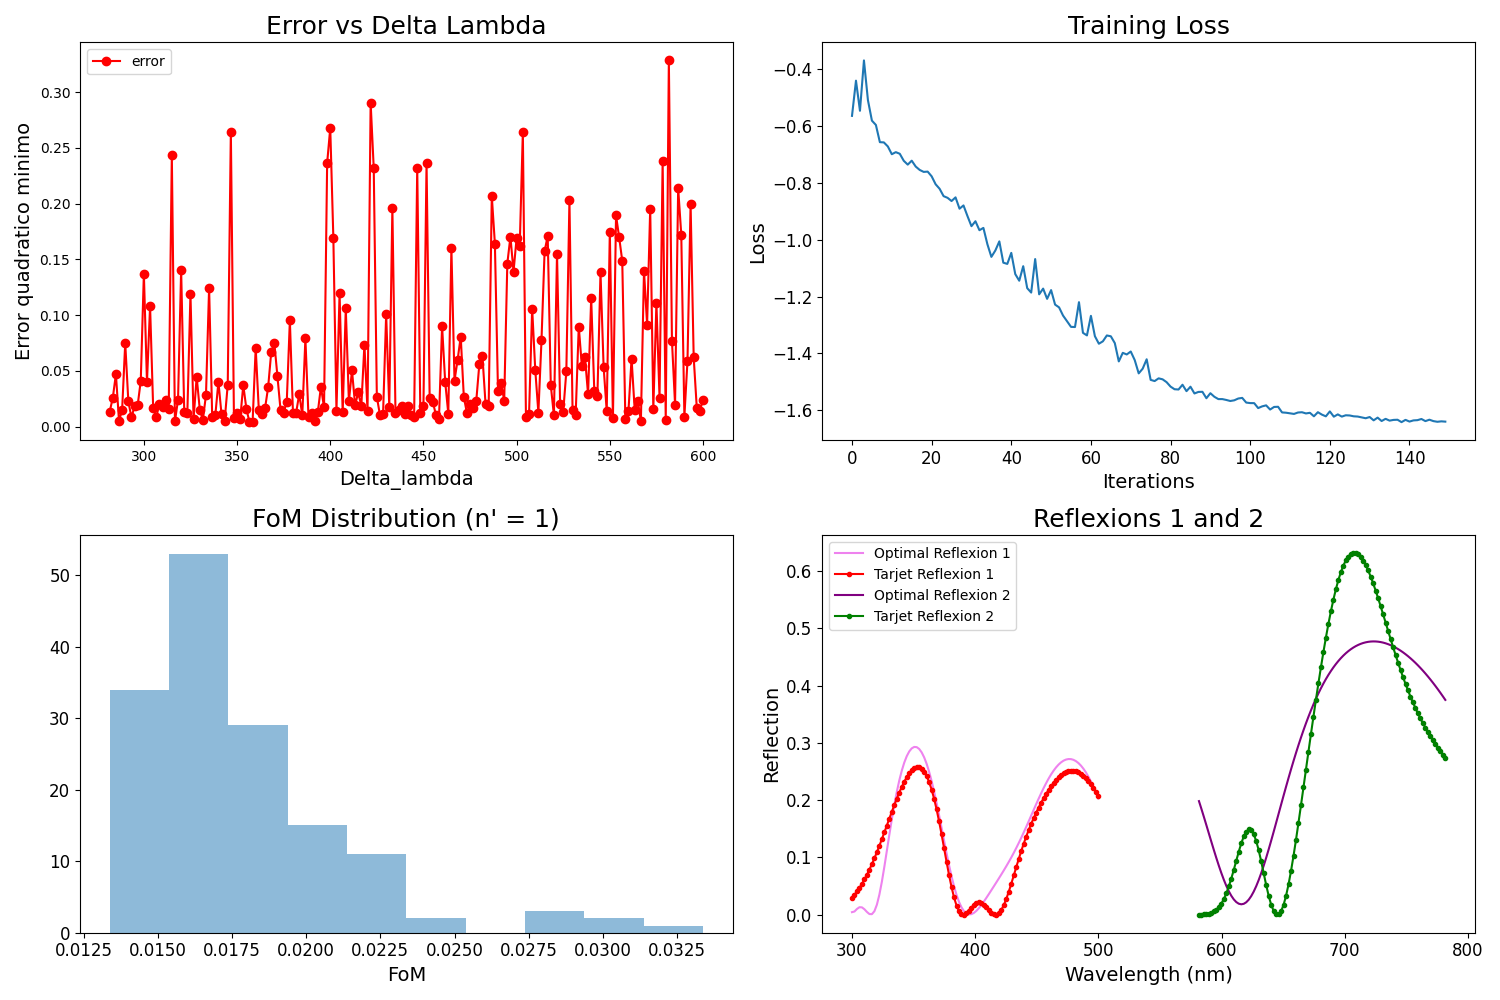 Error vs Delta Lambda
error
Error quadratico minimo
0.30
0.25
0.20
0.15
0.10
0.05
0.00
300 350 400 450 500 550 600
Delta_lambda
Training Loss
Loss
−0.4
−0.6
−0.8
−1.0
−1.2
−1.4
−1.6
0 20 40 60 80 100 120 140
Iterations
FoM Distribution (n' = 1)
50
40
30
20
10
0
0.0125 0.0150 0.0175 0.0200 0.0225 0.0250 0.0275 0.0300 0.0325
FoM
Reflexions 1 and 2
Optimal Reflexion 1
Tarjet Reflexion 1
Optimal Reflexion 2
Tarjet Reflexion 2
Reflection
0.6
0.5
0.4
0.3
0.2
0.1
0.0
300 400 500 600 700 800
Wavelength (nm)